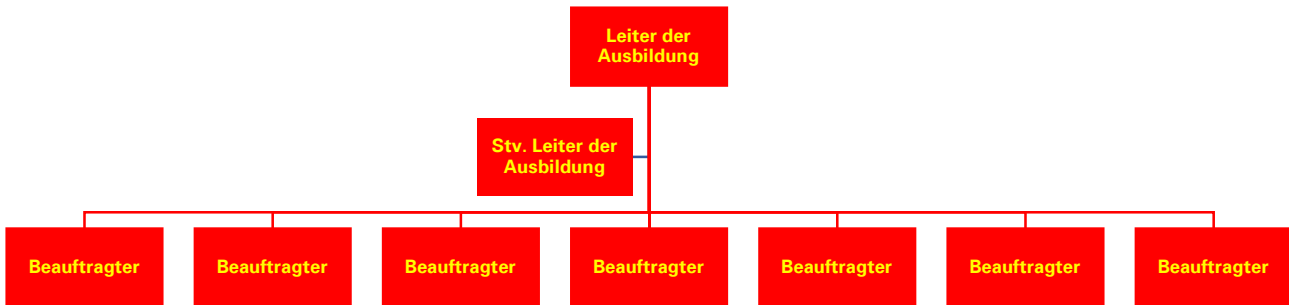 Leiter der
Ausbildung
Stv. Leiter der
Ausbildung
Beauftragter
Beauftragter
Beauftragter
Beauftragter
Beauftragter
Beauftragter
Beauftragter